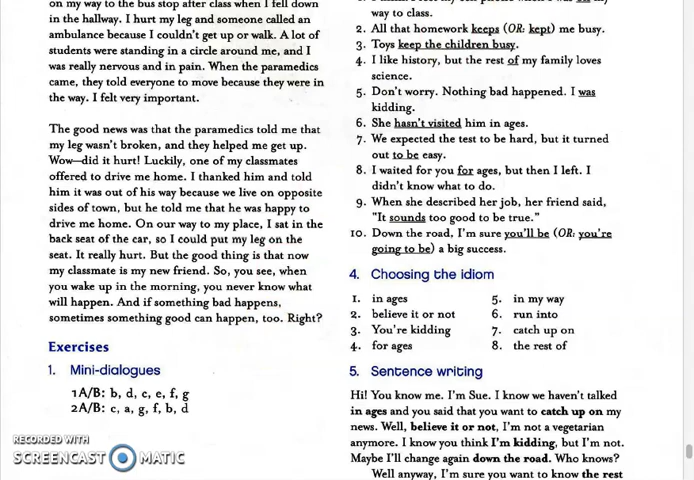 on my way to the bus stop after class when I fell down
in the hallway. I hurt my leg and someone called an
ambulance because I couldn't get up or walk. A lot of
students were standing in a circle around me, and I
was really nervous and in pain. When the paramedics
came, they told everyone to move because they were in
the way. I felt very important.
The good news was that the paramedics told me that
my leg wasn't broken, and they helped me get up.
Wow—did it hurt! Luckily, one of my classmates
offered to drive me home. I thanked him and told
him it was out of his way because we live on opposite
sides of town, but he told me that he was happy to
drive me home. On our way to my place, I sat in the
back seat of the car, so I could put my leg on the
seat. It really hurt. But the good thing is that now
my classmate is my new friend. So, you see, when
you wake up in the morning, you never know what
will happen. And if something bad happens,
sometimes something good can happen, too. Right?
Exercises
1. Mini-dialogues
1A/B: b, d, c, e, f, g
2A/B: c, a, g, f, b, d
RECORDED WITH
SCREENCAST MATIC
way to class.
2. All that homework keeps (OR: kept) me busy.
3. Toys keep the children busy.
4. I like history, but the rest of my family loves
science.
5. Don't worry. Nothing bad happened. I was
kidding.
6. She hasn't visited him in ages.
7. We expected the test to be hard, but it turned
out to be easy.
8. I waited for you for ages, but then I left. I
didn't know what to do.
9. When she described her job, her friend said,
"It sounds too good to be true."
10. Down the road, I'm sure you'll be (OR: you're
going to be) a big success.
4. Choosing the idiom
1. in ages 5. in my way
2. believe it or not 6. run into
3. You're kidding 7. catch up on
4. for ages 8. the rest of
5. Sentence writing
Hi! You know me. I'm Sue. I know we haven't talked
in ages and you said that you want to catch up on my
news. Well, believe it or not, I'm not a vegetarian
anymore. I know you think I'm kidding, but I'm not.
Maybe I'll change again down the road. Who knows?
Well anyway, I'm sure you want to know the rest